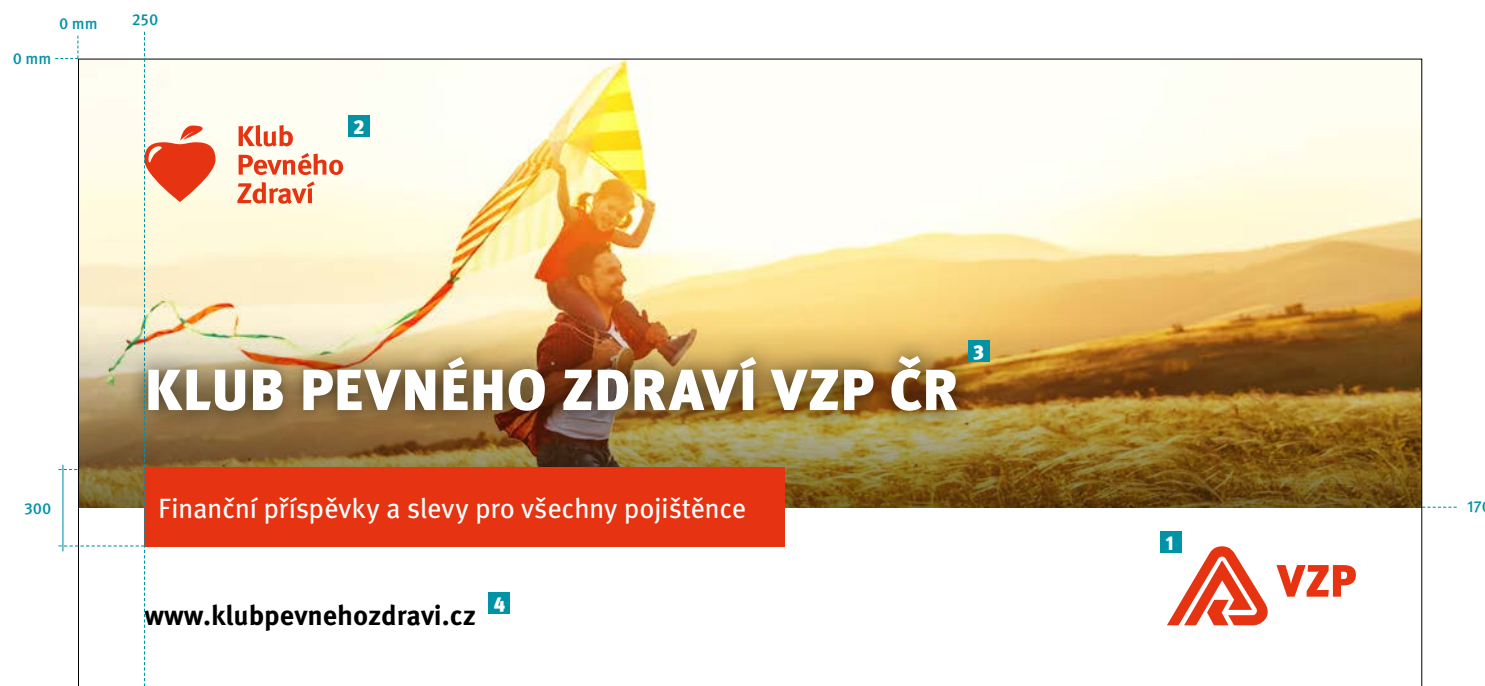 0 mm
250
0 mm
Klub
Pevného
Zdraví
2
3
KLUB PEVNÉHO ZDRAVÍ VZP ČR
300
Finanční příspěvky a slevy pro všechny pojištěnce
1
VZP
4
www.klubpevnehozdravi.cz